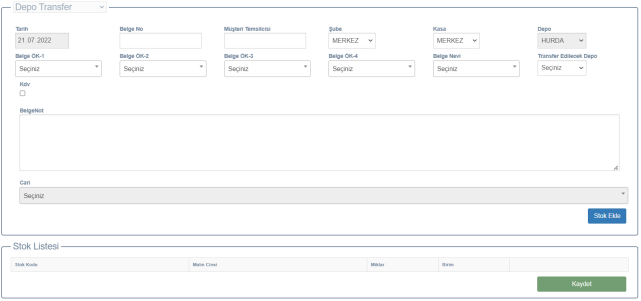 Depo Transfer
Tarih Belge No Müşteri Temsilcisi Şube Kasa Depo
21.07.2022 MERKEZ MERKEZ HURDA
Belge ÖK-1 Belge ÖK-2 Belge ÖK-3 Belge ÖK-4 Belge Nevi Transfer Edilecek Depo
Seçiniz Seçiniz Seçiniz Seçiniz Seçiniz Seçiniz
Kdv
BelgeNot
Cari
Seçiniz
Stok Ekle
Stok Listesi
Stok Kodu Malın Cinsi Miktar Birim
Kaydet